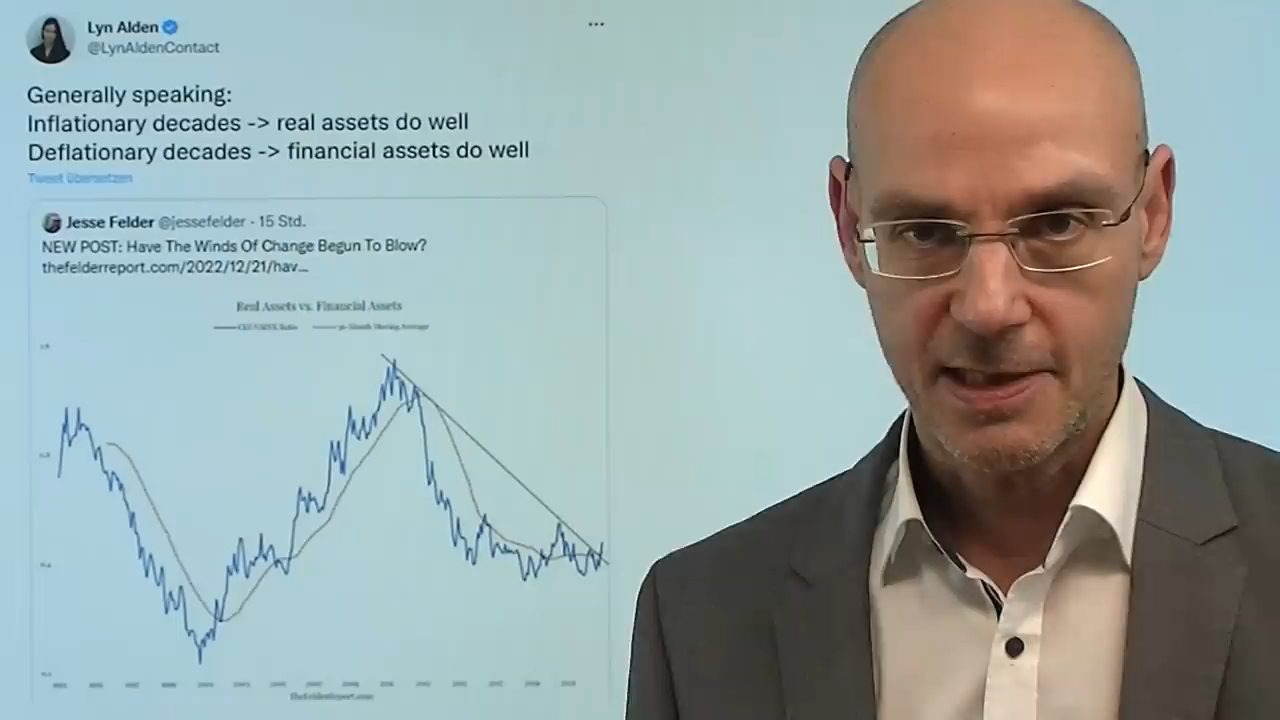 Lyn Alden
@LynAldenContact
Generally speaking:
Inflationary decades -> real assets do well
Deflationary decades -> financial assets do well
Tweet übersetzen
Jesse Felder @jessefelder · 15 Std.
NEW POST: Have The Winds Of Change Begun To Blow?
thefelderreport.com/2022/12/21/hav...
Real Assets vs. Financial Assets
Moving Average
TheFelderReport.com